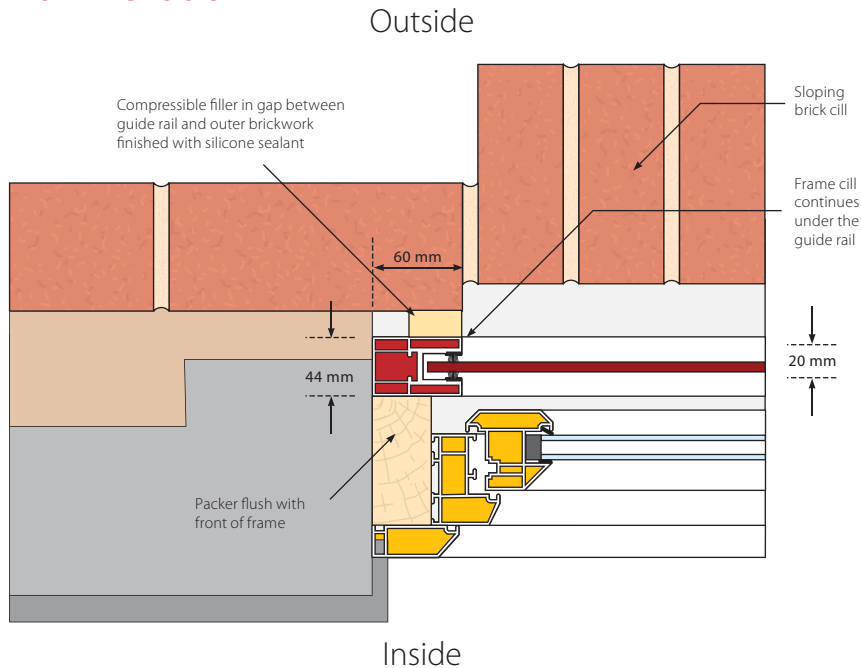 Outside
Compressible filler in gap between
guide rail and outer brickwork
finished with silicone sealant
Sloping
brick cill
Frame cill
continues
under the
guide rail
60 mm
44 mm
20 mm
Packer flush with
front of frame
Inside